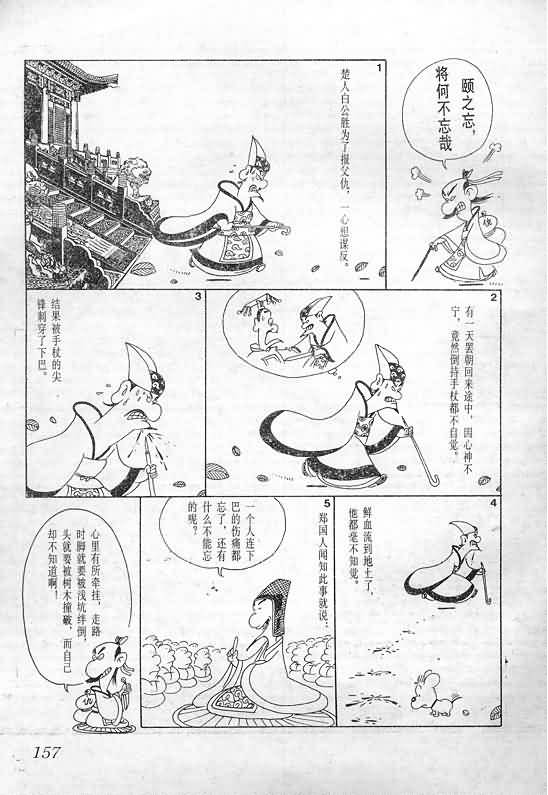 颐之忘，
将何不忘哉
1
楚人白公胜为了报父仇，一心想谋反。
2
有一天罢朝回来途中，因心神不
宁，竟然倒持手杖都不自觉。
3
结果被手杖的尖
锋刺穿了下巴。
4
鲜血流到地上了，
他都毫不知觉。
5
郑国人闻知此事就说：
一个人连下
巴的伤痛都
忘了，还有
什么不能忘
的呢？
心里有所牵挂，走路
时脚就要被浅坑绊倒，
头就要被树木撞破，而自己
却不知道啊！
157